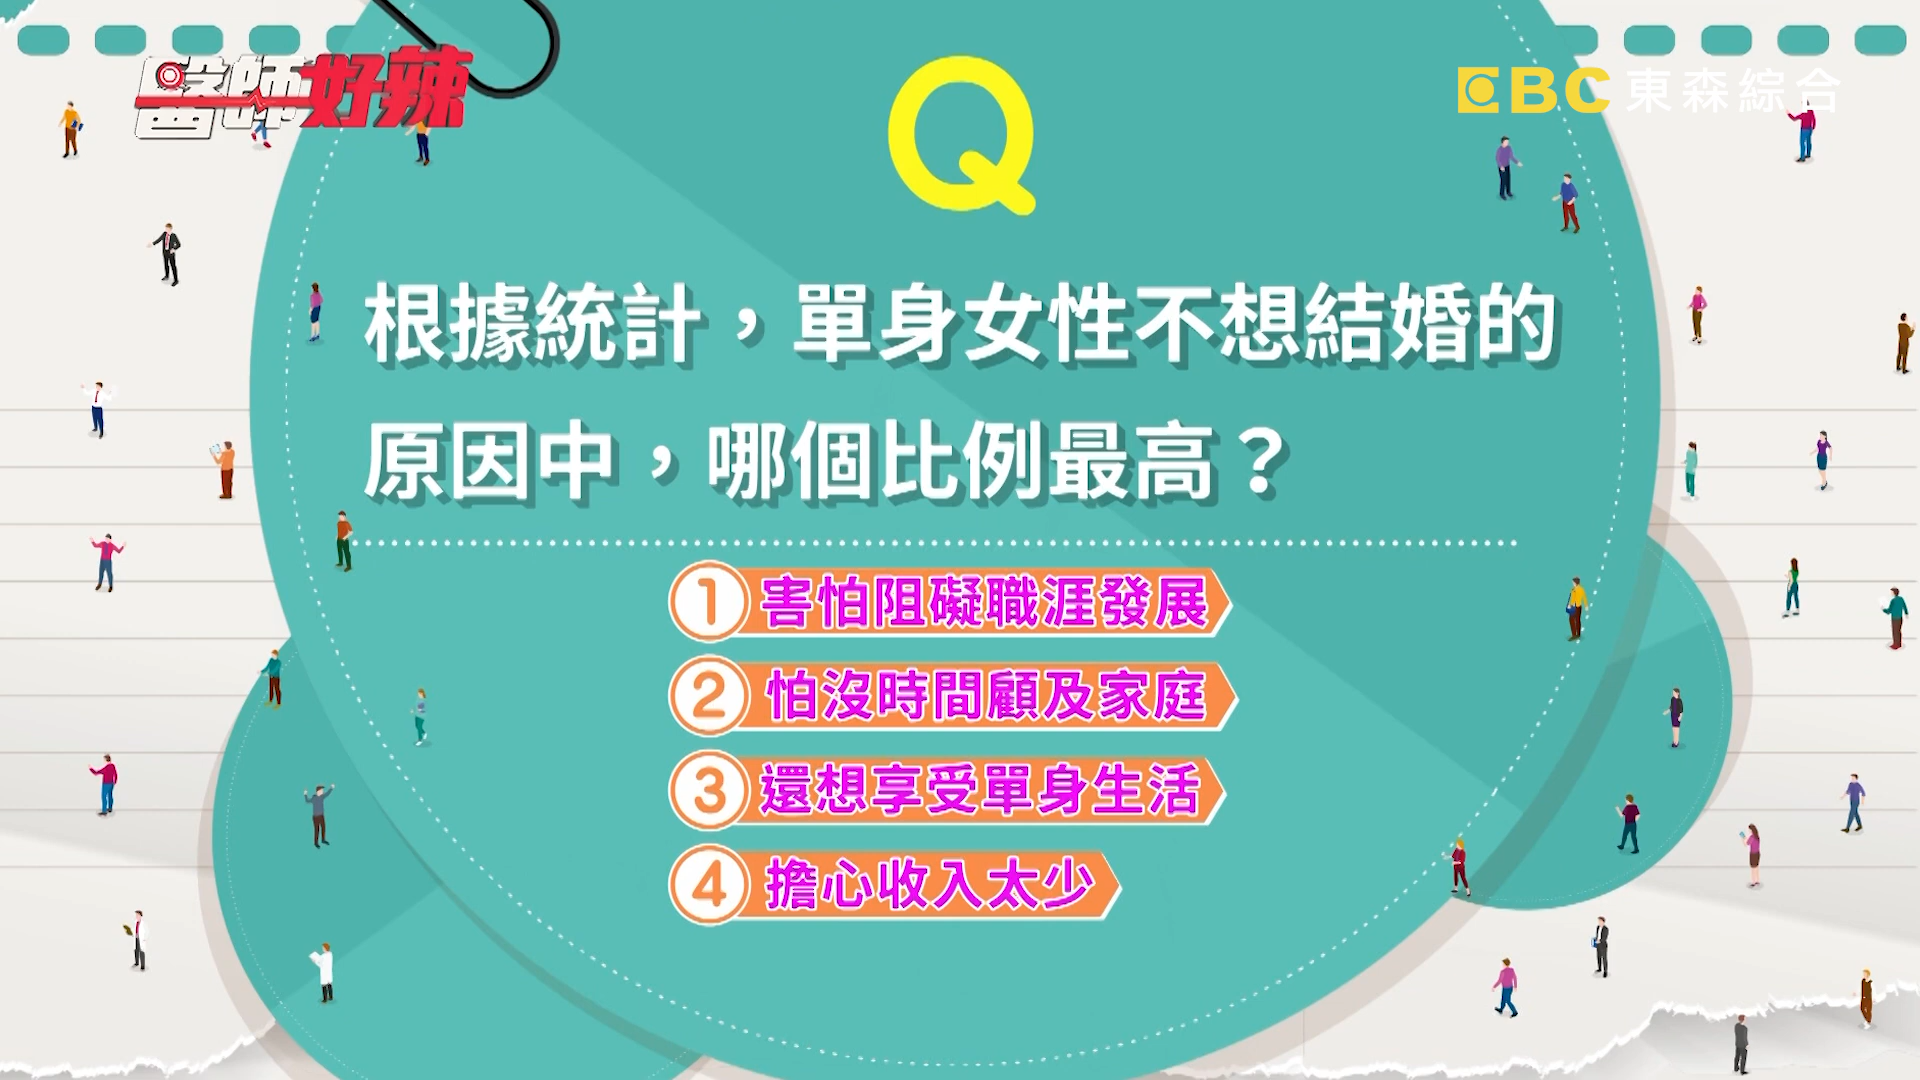 醫師好辣
EBC 東森綜合
Q
根據統計，單身女性不想結婚的
原因中，哪個比例最高？
1 害怕阻礙職涯發展
2 怕沒時間顧及家庭
3 還想享受單身生活
4 擔心收入太少